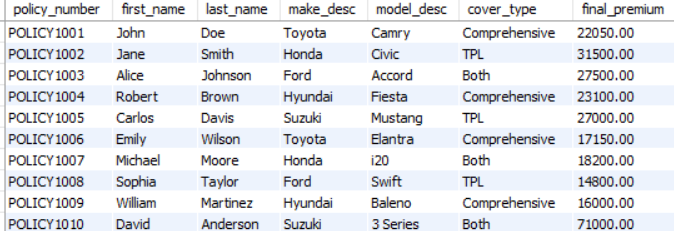 policy_number first_name last_name make_desc model_desc cover_type final_premium
POLICY1001 John Doe Toyota Camry Comprehensive 22050.00
POLICY1002 Jane Smith Honda Civic TPL 31500.00
POLICY1003 Alice Johnson Ford Accord Both 27500.00
POLICY1004 Robert Brown Hyundai Fiesta Comprehensive 23100.00
POLICY1005 Carlos Davis Suzuki Mustang TPL 27000.00
POLICY1006 Emily Wilson Toyota Elantra Comprehensive 17150.00
POLICY1007 Michael Moore Honda i20 Both 18200.00
POLICY1008 Sophia Taylor Ford Swift TPL 14800.00
POLICY1009 William Martinez Hyundai Baleno Comprehensive 16000.00
POLICY1010 David Anderson Suzuki 3 Series Both 71000.00